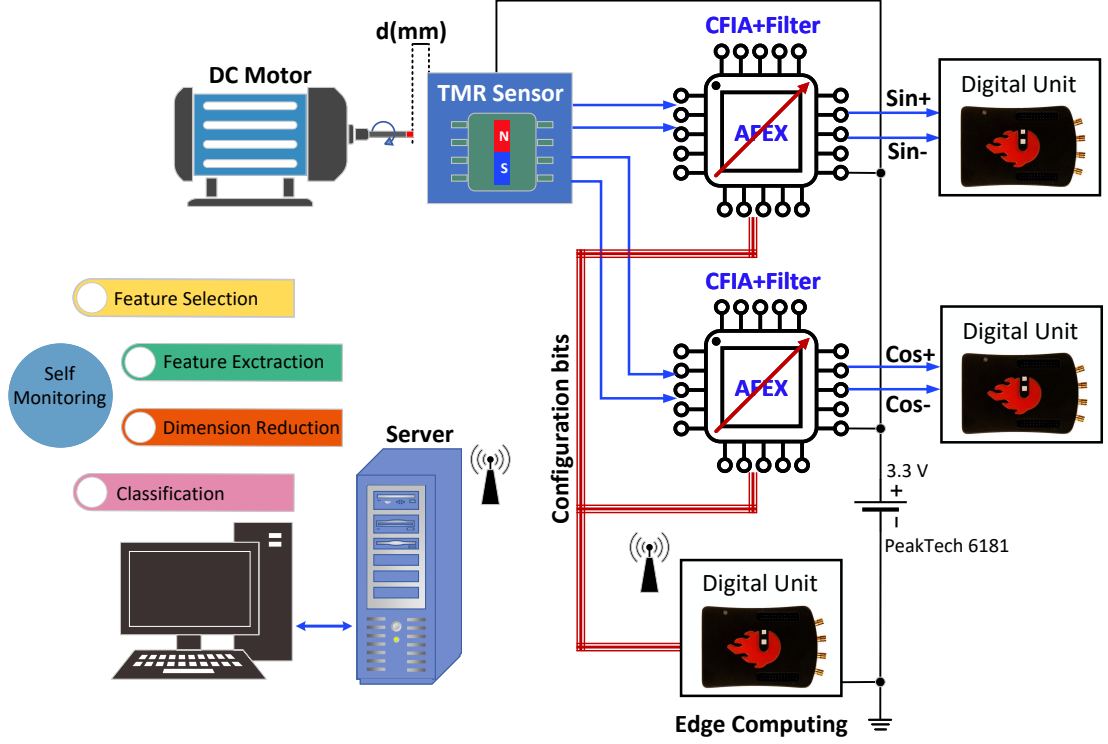 d(mm)
CFIA+Filter
DC Motor
TMR Sensor
Digital Unit
N
S
AFEX
Sin+
Sin-
CFIA+Filter
Feature Selection
Digital Unit
Feature Exctraction
Self
Monitoring
AFEX
Cos+
Cos-
Configuration bits
Dimension Reduction
Server
Classification
3.3 V
+
–
PeakTech 6181
Digital Unit
Edge Computing